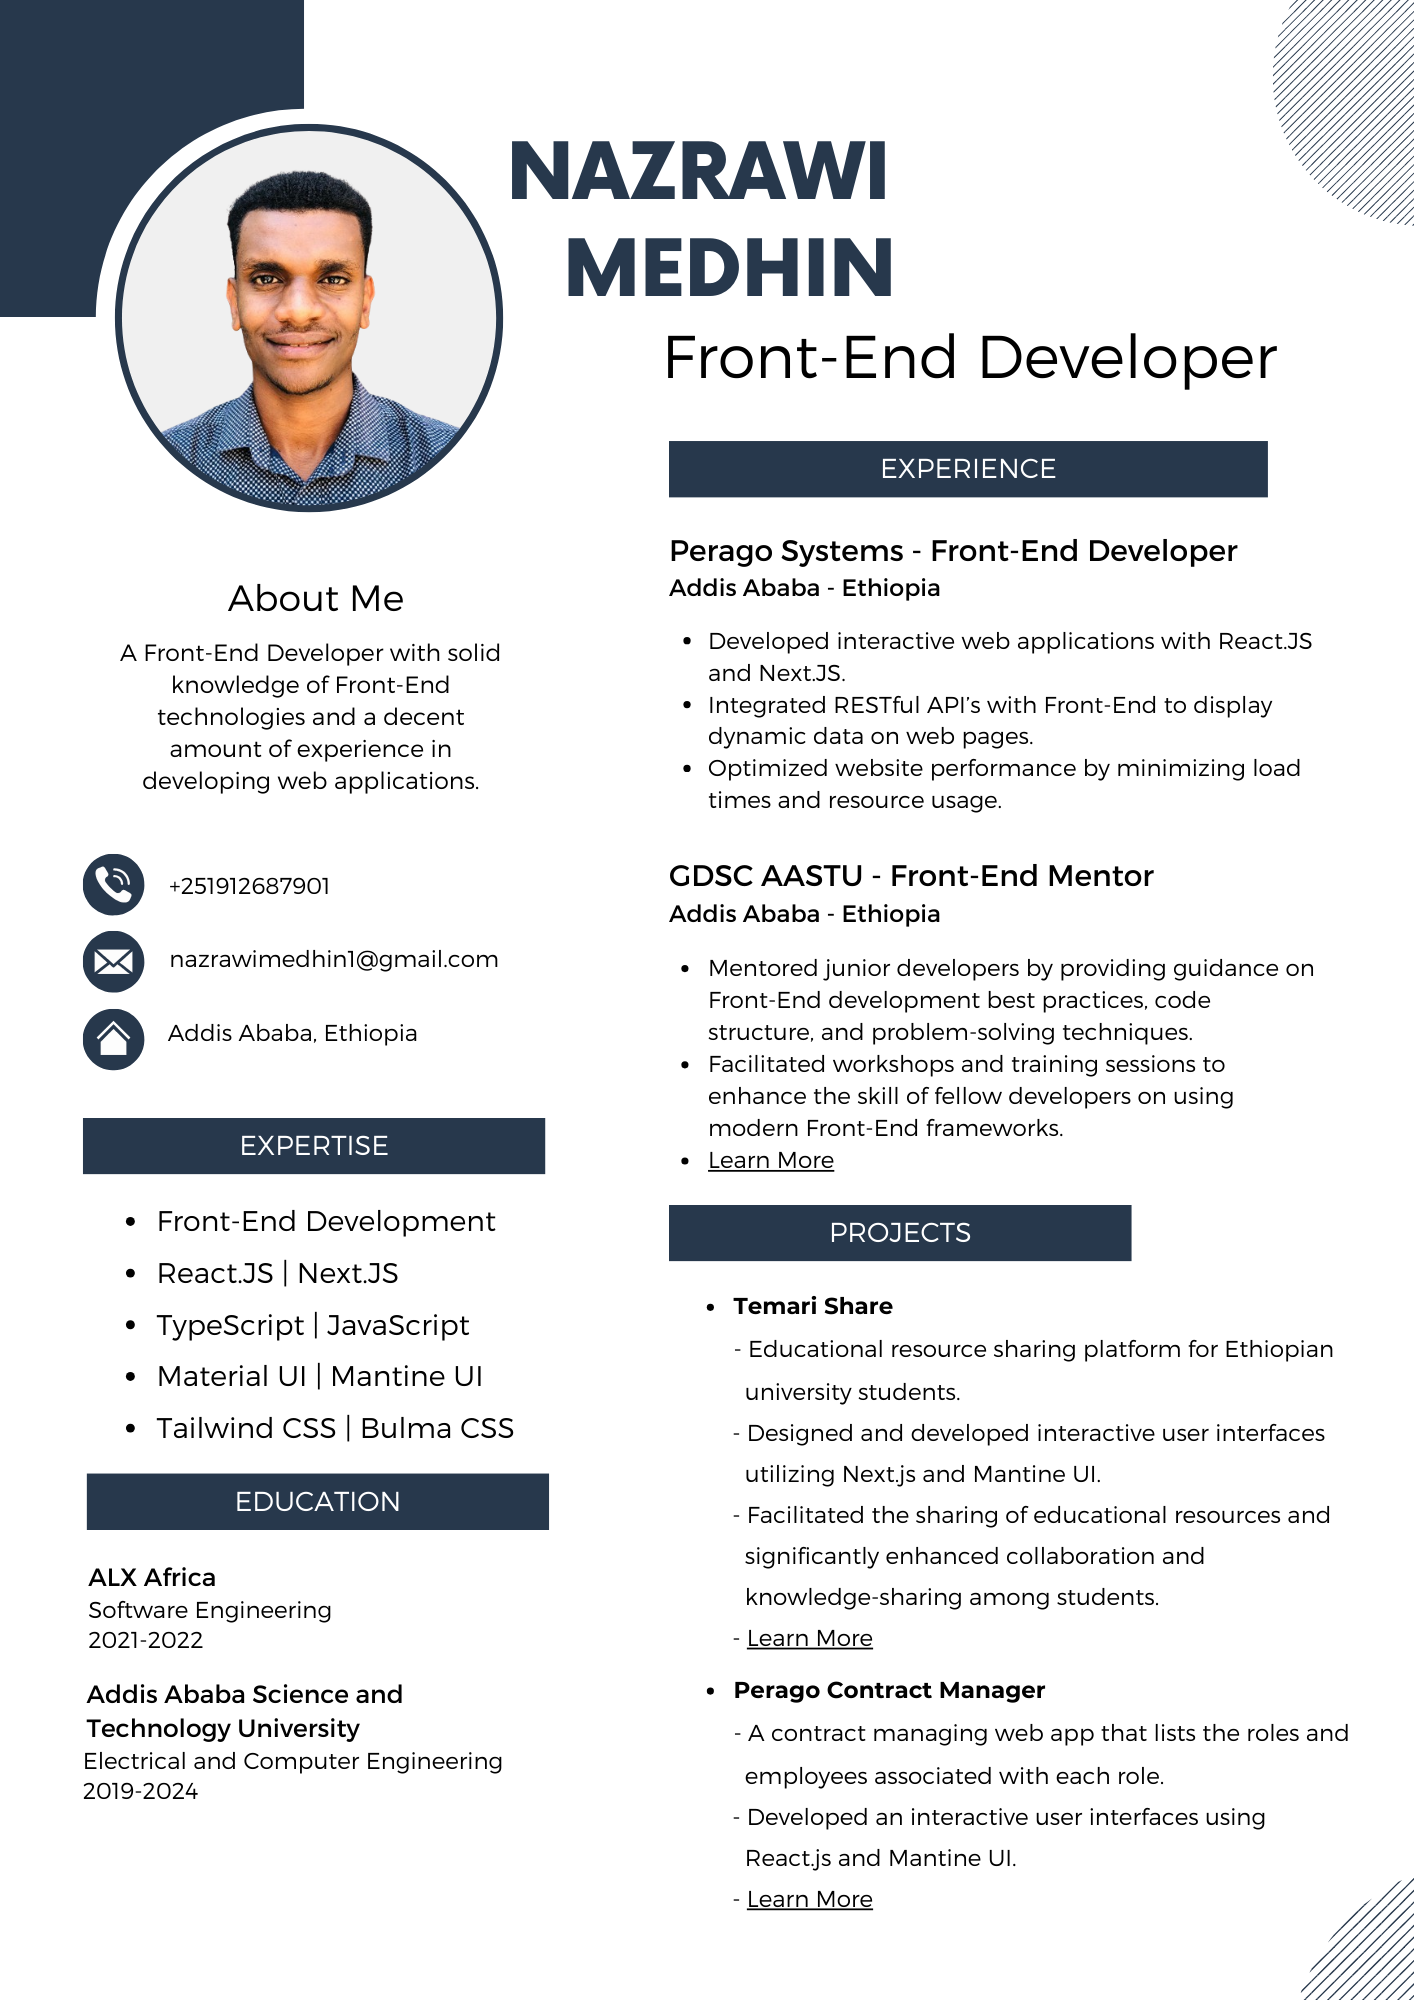 NAZRAWI
MEDHIN
Front-End Developer
About Me
A Front-End Developer with solid
knowledge of Front-End
technologies and a decent
amount of experience in
developing web applications.
+251912687901
nazrawimedhin1@gmail.com
Addis Ababa, Ethiopia
EXPERTISE
• Front-End Development
• React.JS | Next.JS
• TypeScript | JavaScript
• Material UI | Mantine UI
• Tailwind CSS | Bulma CSS
EDUCATION
ALX Africa
Software Engineering
2021-2022
Addis Ababa Science and
Technology University
Electrical and Computer Engineering
2019-2024
EXPERIENCE
Perago Systems - Front-End Developer
Addis Ababa - Ethiopia
• Developed interactive web applications with React.JS
and Next.JS.
• Integrated RESTful API’s with Front-End to display
dynamic data on web pages.
• Optimized website performance by minimizing load
times and resource usage.
GDSC AASTU - Front-End Mentor
Addis Ababa - Ethiopia
• Mentored junior developers by providing guidance on
Front-End development best practices, code
structure, and problem-solving techniques.
• Facilitated workshops and training sessions to
enhance the skill of fellow developers on using
modern Front-End frameworks.
• Learn More
PROJECTS
• Temari Share
- Educational resource sharing platform for Ethiopian
university students.
- Designed and developed interactive user interfaces
utilizing Next.js and Mantine UI.
- Facilitated the sharing of educational resources and
significantly enhanced collaboration and
knowledge-sharing among students.
- Learn More
• Perago Contract Manager
- A contract managing web app that lists the roles and
employees associated with each role.
- Developed an interactive user interfaces using
React.js and Mantine UI.
- Learn More